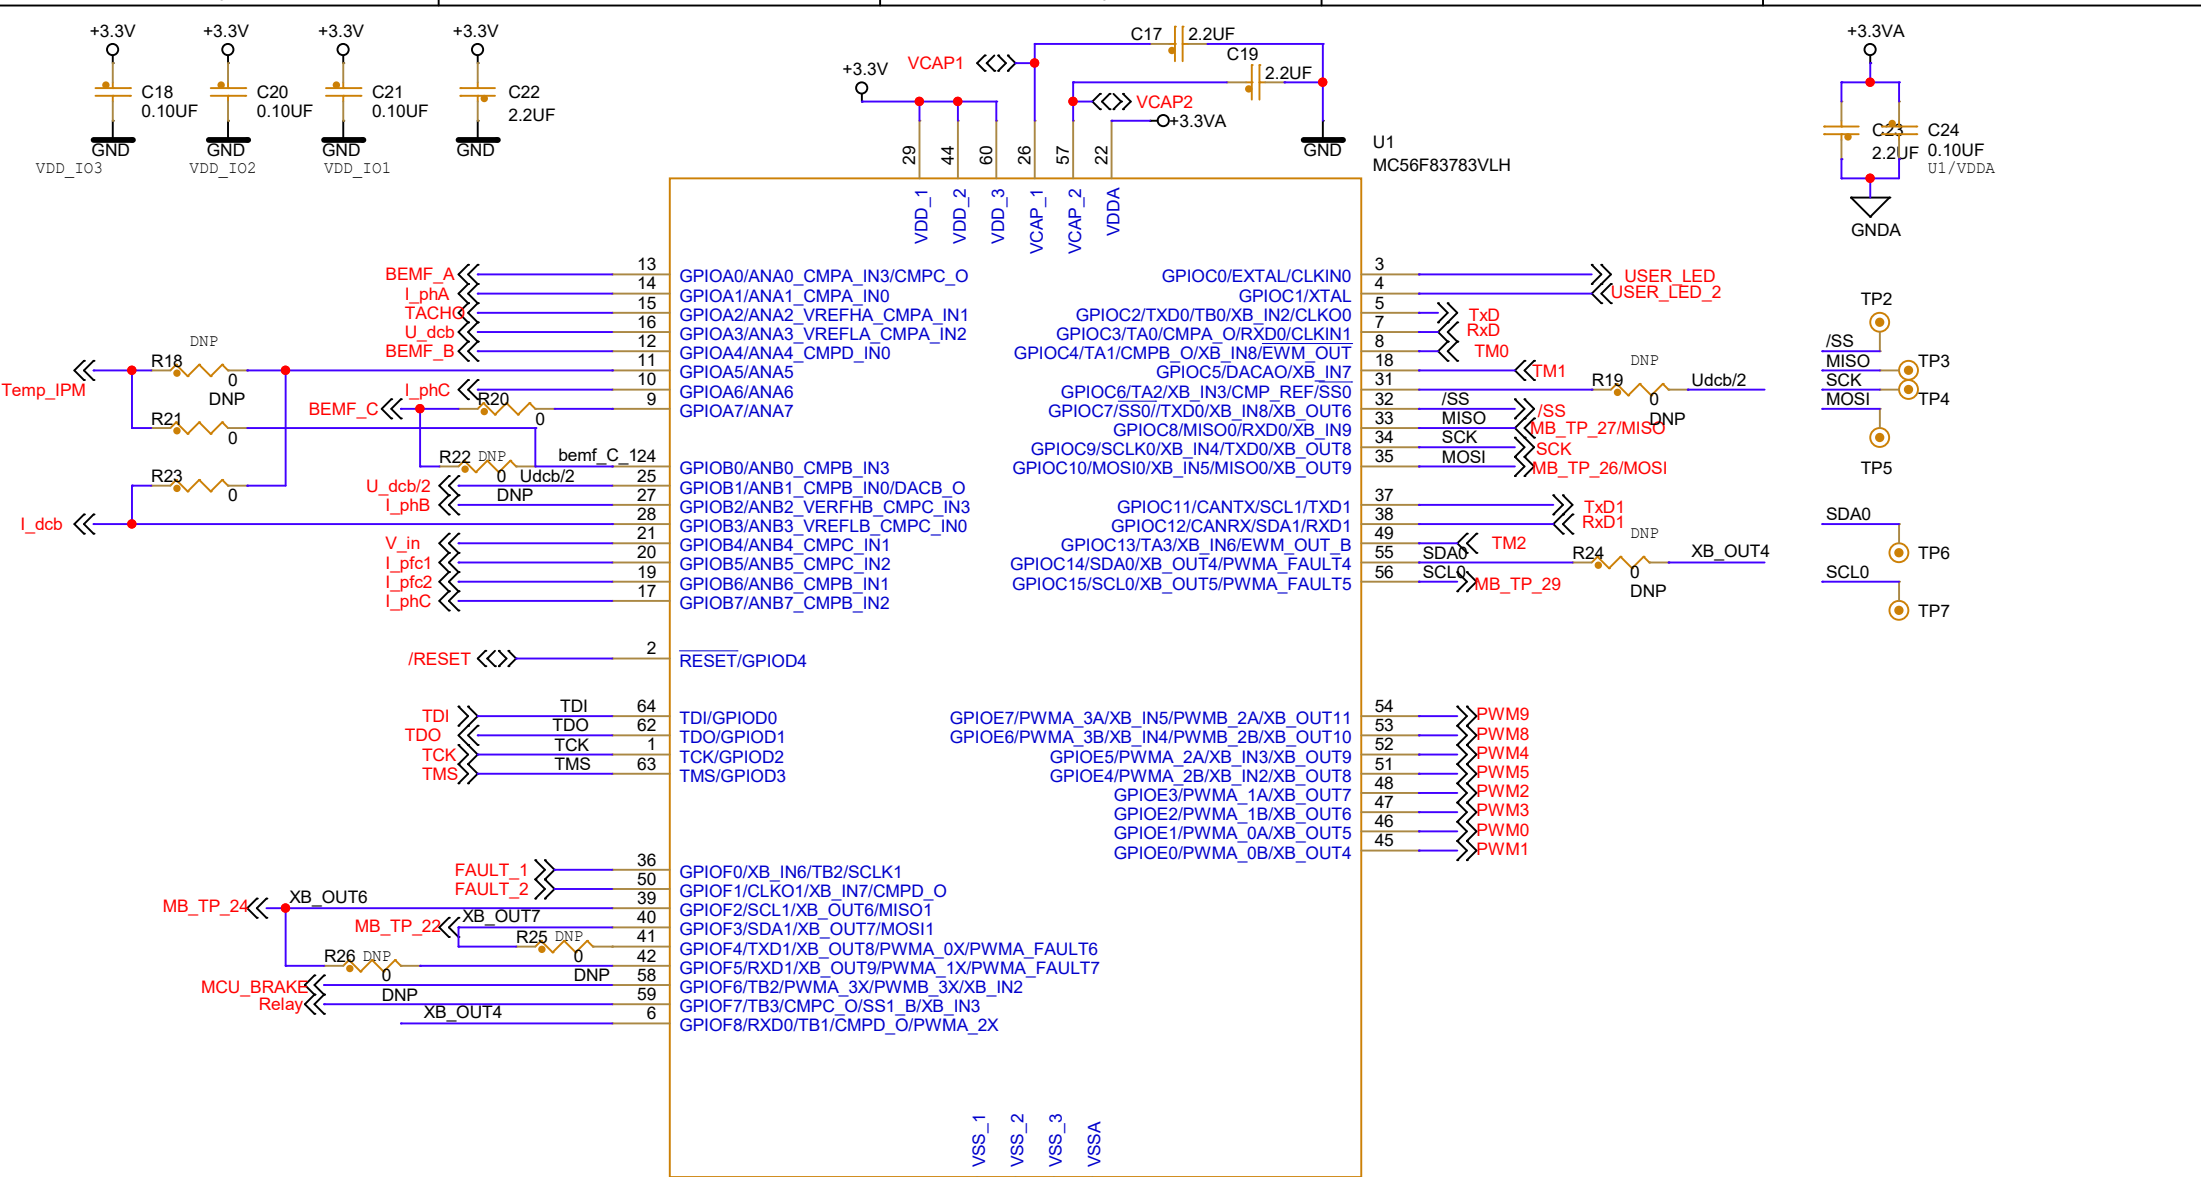 +3.3V
+3.3V
+3.3V
+3.3V
C18
0.10UF
C20
0.10UF
C21
0.10UF
C22
2.2UF
GND
GND
GND
GND
VDD_IO3
VDD_IO2
VDD_IO1
C17 2.2UF
C19
2.2UF
VCAP1
VCAP2
+3.3V
+3.3VA
GND
+3.3VA
C23
2.2UF
C24
0.10UF
U1/VDDA
GNDA
U1
MC56F83783VLH
29
44
60
26
57
22
VDD_1
VDD_2
VDD_3
VCAP_1
VCAP_2
VDDA
BEMF_A 13 GPIOA0/ANA0_CMPA_IN3/CMPC_O
I_phA 14 GPIOA1/ANA1_CMPA_IN0
TACHO 15 GPIOA2/ANA2_VREFHA_CMPA_IN1
U_dcb 16 GPIOA3/ANA3_VREFLA_CMPA_IN2
BEMF_B 12 GPIOA4/ANA4_CMPD_IN0
11 GPIOA5/ANA5
I_phC 10 GPIOA6/ANA6
BEMF_C 9 GPIOA7/ANA7
Temp_IPM
DNP
R18
0
DNP
R20
0
R21
0
R22 DNP
0
DNP
R23
0
bemf_C_1 24 GPIOB0/ANB0_CMPB_IN3
U_dcb/2 Udcb/2 25 GPIOB1/ANB1_CMPB_IN0/DACB_O
I_phB 27 GPIOB2/ANB2_VERFHB_CMPC_IN3
I_dcb 28 GPIOB3/ANB3_VREFLB_CMPC_IN0
V_in 21 GPIOB4/ANB4_CMPC_IN1
I_pfc1 20 GPIOB5/ANB5_CMPC_IN2
I_pfc2 19 GPIOB6/ANB6_CMPB_IN1
I_phC 17 GPIOB7/ANB7_CMPB_IN2
/RESET 2 RESET/GPIOD4
TDI TDI 64 TDI/GPIOD0
TDO TDO 62 TDO/GPIOD1
TCK TCK 1 TCK/GPIOD2
TMS TMS 63 TMS/GPIOD3
FAULT_1 36 GPIOF0/XB_IN6/TB2/SCLK1
FAULT_2 50 GPIOF1/CLKO1/XB_IN7/CMPD_O
MB_TP_24 XB_OUT6 39 GPIOF2/SCL1/XB_OUT6/MISO1
MB_TP_22 XB_OUT7 40 GPIOF3/SDA1/XB_OUT7/MOSI1
R25 DNP 41 GPIOF4/TXD1/XB_OUT8/PWMA_0X/PWMA_FAULT6
0
DNP
R26 DNP 42 GPIOF5/RXD1/XB_OUT9/PWMA_1X/PWMA_FAULT7
0
DNP
MCU_BRAKE 58 GPIOF6/TB2/PWMA_3X/PWMB_3X/XB_IN2
Relay 59 GPIOF7/TB3/CMPC_O/SS1_B/XB_IN3
XB_OUT4 6 GPIOF8/RXD0/TB1/CMPD_O/PWMA_2X
GPIOC0/EXTAL/CLKIN0 3 USER_LED
GPIOC1/XTAL 4 USER_LED_2
GPIOC2/TXD0/TB0/XB_IN2/CLKO0 5 TxD
GPIOC3/TA0/CMPA_O/RXD0/CLKIN1 7 RxD
GPIOC4/TA1/CMPB_O/XB_IN8/EWM_OUT 8 TM0
GPIOC5/DACAO/XB_IN7 18 TM1
GPIOC6/TA2/XB_IN3/CMP_REF/SS0 31 R19 Udcb/2
DNP
0
DNP
GPIOC7/SS0//TXD0/XB_IN8/XB_OUT6 32 /SS /SS
GPIOC8/MISO0/RXD0/XB_IN9 33 MISO MB_TP_27/MISO
GPIOC9/SCLK0/XB_IN4/TXD0/XB_OUT8 34 SCK SCK
GPIOC10/MOSI0/XB_IN5/MISO0/XB_OUT9 35 MOSI MB_TP_26/MOSI
GPIOC11/CANTX/SCL1/TXD1 37 TxD1
GPIOC12/CANRX/SDA1/RXD1 38 RxD1
GPIOC13/TA3/XB_IN6/EWM_OUT_B 49 TM2
GPIOC14/SDA0/XB_OUT4/PWMA_FAULT4 55 SDA0 R24 XB_OUT4
DNP
0
DNP
GPIOC15/SCL0/XB_OUT5/PWMA_FAULT5 56 SCL0 MB_TP_29
GPIOE7/PWMA_3A/XB_IN5/PWMB_2A/XB_OUT11 54 PWM9
GPIOE6/PWMA_3B/XB_IN4/PWMB_2B/XB_OUT10 53 PWM8
GPIOE5/PWMA_2A/XB_IN3/XB_OUT9 52 PWM4
GPIOE4/PWMA_2B/XB_IN2/XB_OUT8 51 PWM5
GPIOE3/PWMA_1A/XB_OUT7 48 PWM2
GPIOE2/PWMA_1B/XB_OUT6 47 PWM3
GPIOE1/PWMA_0A/XB_OUT5 46 PWM0
GPIOE0/PWMA_0B/XB_OUT4 45 PWM1
TP2
/SS
MISO TP3
SCK TP4
MOSI
TP5
SDA0
TP6
SCL0
TP7
VSS_1
VSS_2
VSS_3
VSSA